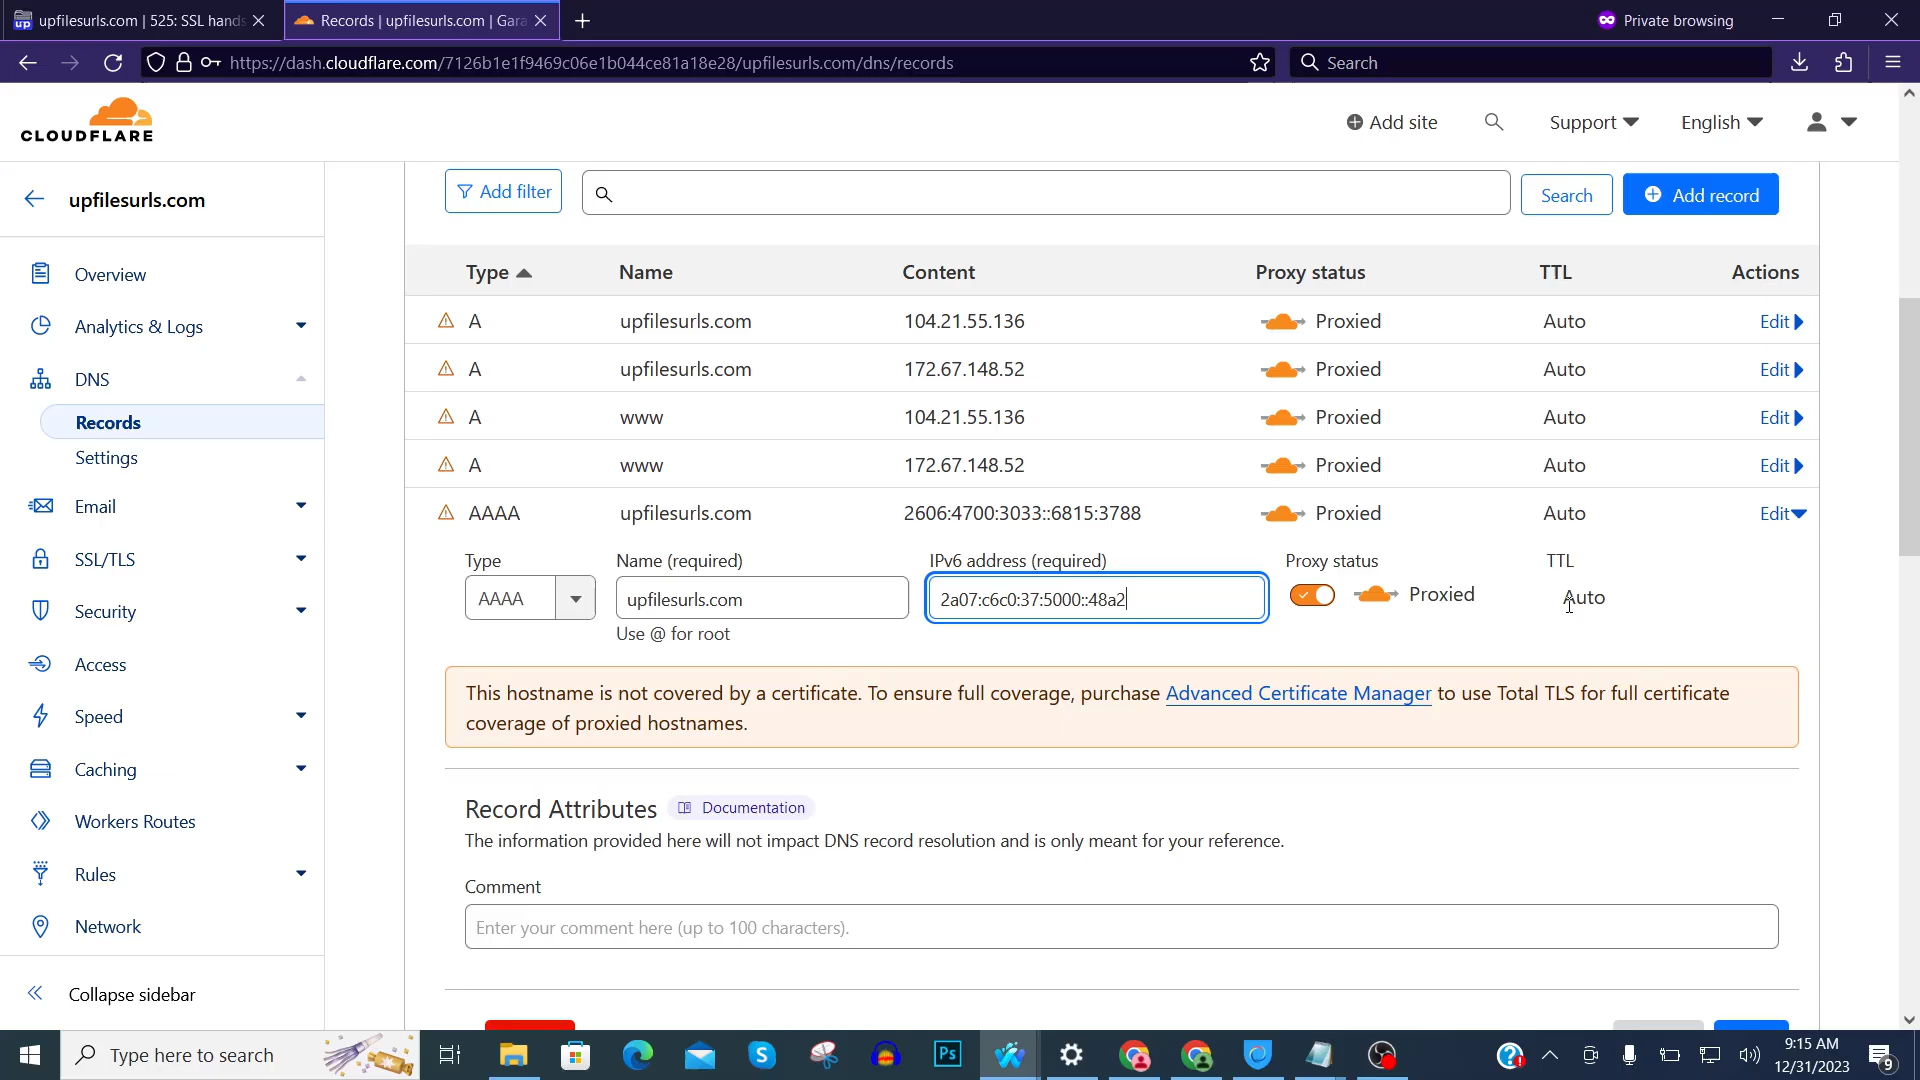 upfilesurls.com | 525: SSL hands
Records | upfilesurls.com | Gara
Private browsing
https://dash.cloudflare.com/7126b1e1f9469c06e1b044ce81a18e28/upfilesurls.com/dns/records
Search
CLOUDFLARE
Add site
Support
English
upfilesurls.com
Overview
Analytics & Logs
DNS
Records
Settings
Email
SSL/TLS
Security
Access
Speed
Caching
Workers Routes
Rules
Network
Collapse sidebar
Add filter
Search
Add record
Type Name Content Proxy status TTL Actions
A upfilesurls.com 104.21.55.136 Proxied Auto Edit
A upfilesurls.com 172.67.148.52 Proxied Auto Edit
A www 104.21.55.136 Proxied Auto Edit
A www 172.67.148.52 Proxied Auto Edit
AAAA upfilesurls.com 2606:4700:3033::6815:3788 Proxied Auto Edit
Type Name (required) IPv6 address (required) Proxy status TTL
AAAA upfilesurls.com 2a07:c6c0:37:5000::48a2 Proxied Auto
Use @ for root
This hostname is not covered by a certificate. To ensure full coverage, purchase Advanced Certificate Manager to use Total TLS for full certificate
coverage of proxied hostnames.
Record Attributes Documentation
The information provided here will not impact DNS record resolution and is only meant for your reference.
Comment
Enter your comment here (up to 100 characters).
Type here to search
Ps
9:15 AM
12/31/2023
9